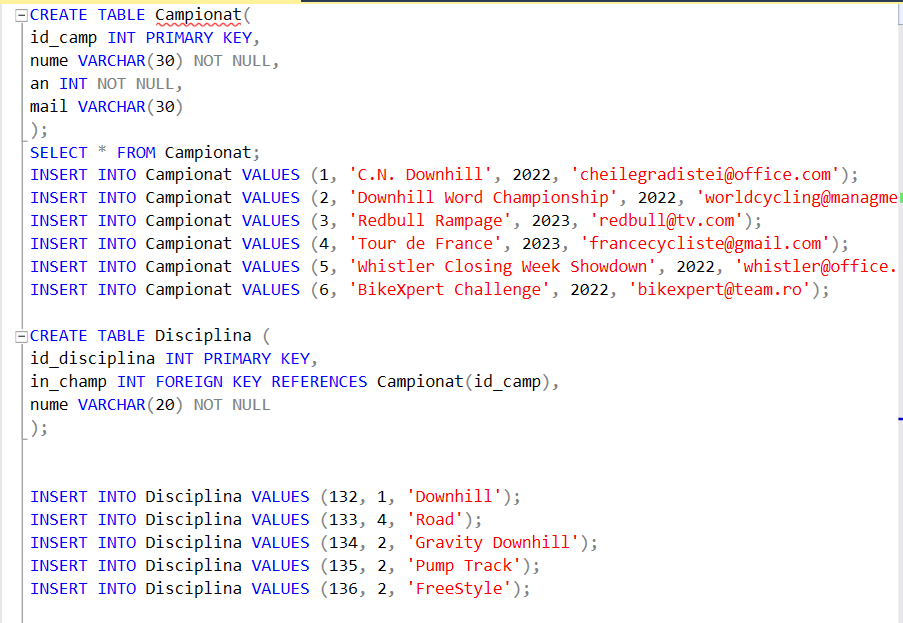 CREATE TABLE Campionat(
id_camp INT PRIMARY KEY,
nume VARCHAR(30) NOT NULL,
an INT NOT NULL,
mail VARCHAR(30)
);
SELECT * FROM Campionat;
INSERT INTO Campionat VALUES (1, 'C.N. Downhill', 2022, 'cheilegradistei@office.com');
INSERT INTO Campionat VALUES (2, 'Downhill Word Championship', 2022, 'worldcycling@managme
INSERT INTO Campionat VALUES (3, 'Redbull Rampage', 2023, 'redbull@tv.com');
INSERT INTO Campionat VALUES (4, 'Tour de France', 2023, 'francecycliste@gmail.com');
INSERT INTO Campionat VALUES (5, 'Whistler Closing Week Showdown', 2022, 'whistler@office.
INSERT INTO Campionat VALUES (6, 'BikeXpert Challenge', 2022, 'bikexpert@team.ro');
CREATE TABLE Disciplina (
id_disciplina INT PRIMARY KEY,
in_champ INT FOREIGN KEY REFERENCES Campionat(id_camp),
nume VARCHAR(20) NOT NULL
);
INSERT INTO Disciplina VALUES (132, 1, 'Downhill');
INSERT INTO Disciplina VALUES (133, 4, 'Road');
INSERT INTO Disciplina VALUES (134, 2, 'Gravity Downhill');
INSERT INTO Disciplina VALUES (135, 2, 'Pump Track');
INSERT INTO Disciplina VALUES (136, 2, 'FreeStyle');